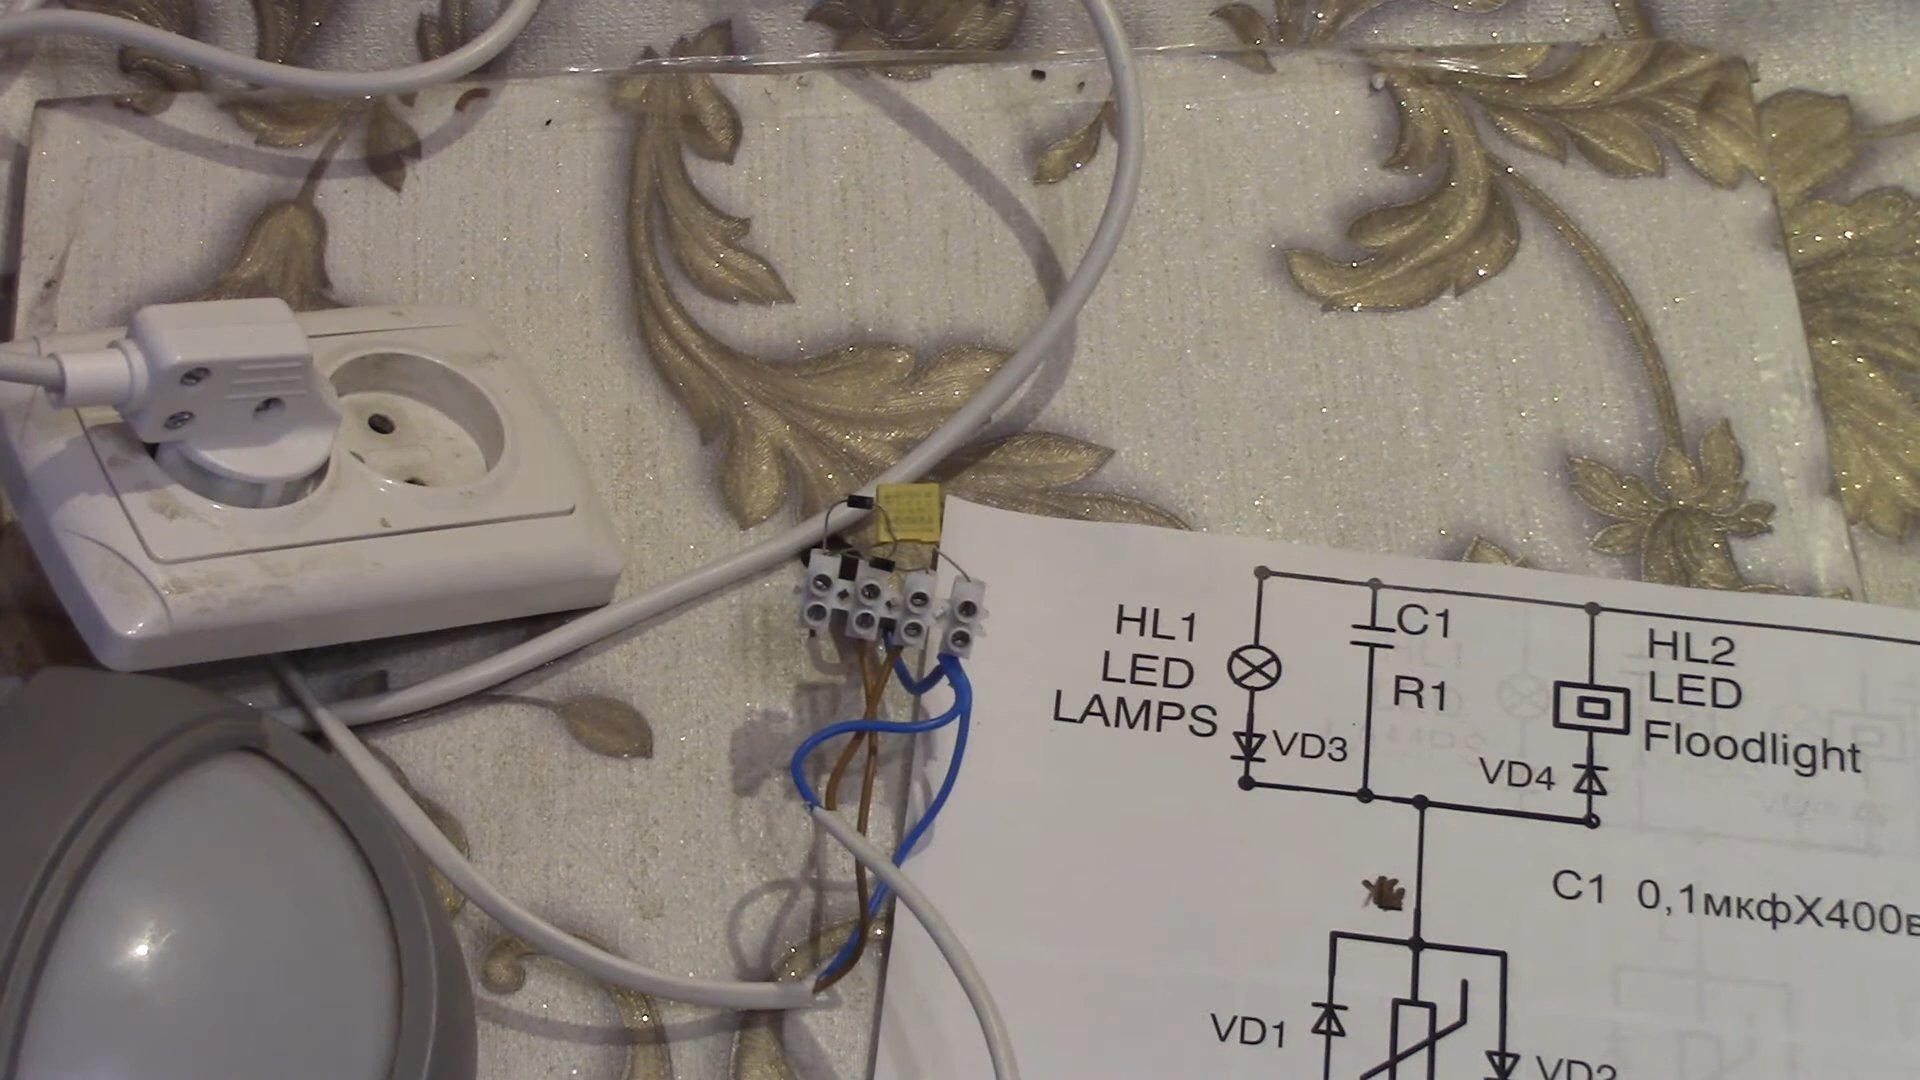 HL1
LED
LAMPS
VD3
C1
R1
HL2
LED
Floodlight
VD4
C1 0,1мкфX400в
VD1
VD2